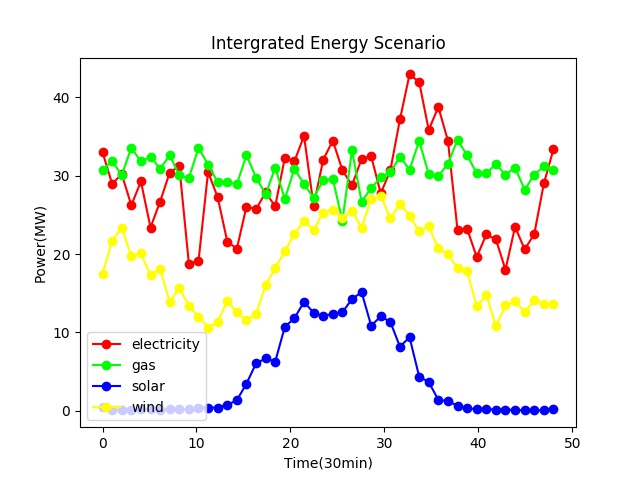 Intergrated Energy Scenario
Power(MW)
40
30
20
10
0
electricity
gas
solar
wind
0 10 20 30 40 50
Time(30min)